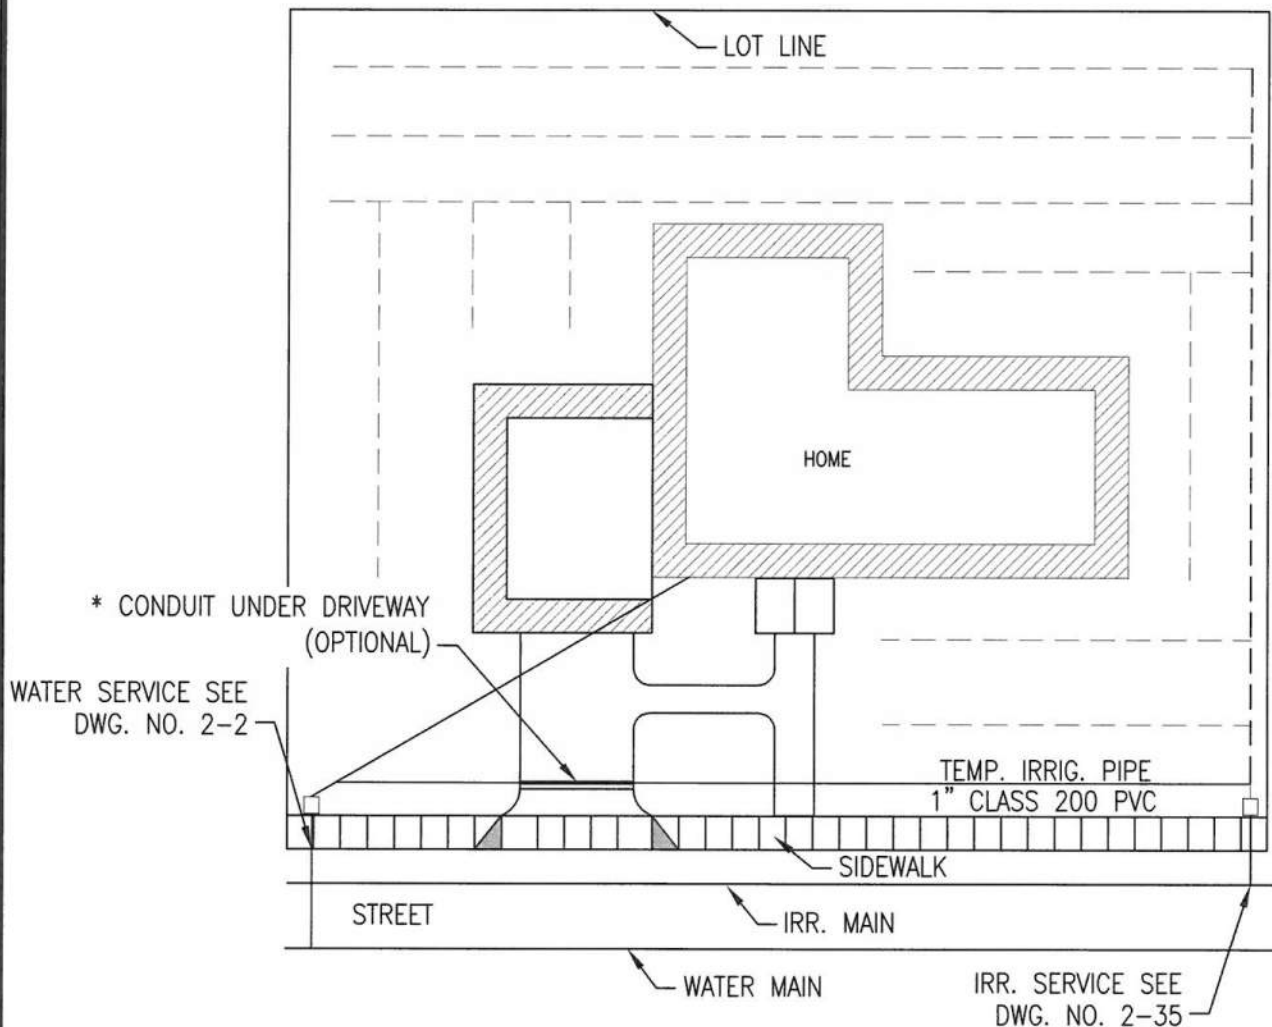 LOT LINE
HOME
* CONDUIT UNDER DRIVEWAY
(OPTIONAL)
WATER SERVICE SEE
DWG. NO. 2-2
TEMP. IRRIG. PIPE
1" CLASS 200 PVC
SIDEWALK
STREET
IRR. MAIN
WATER MAIN
IRR. SERVICE SEE
DWG. NO. 2-35